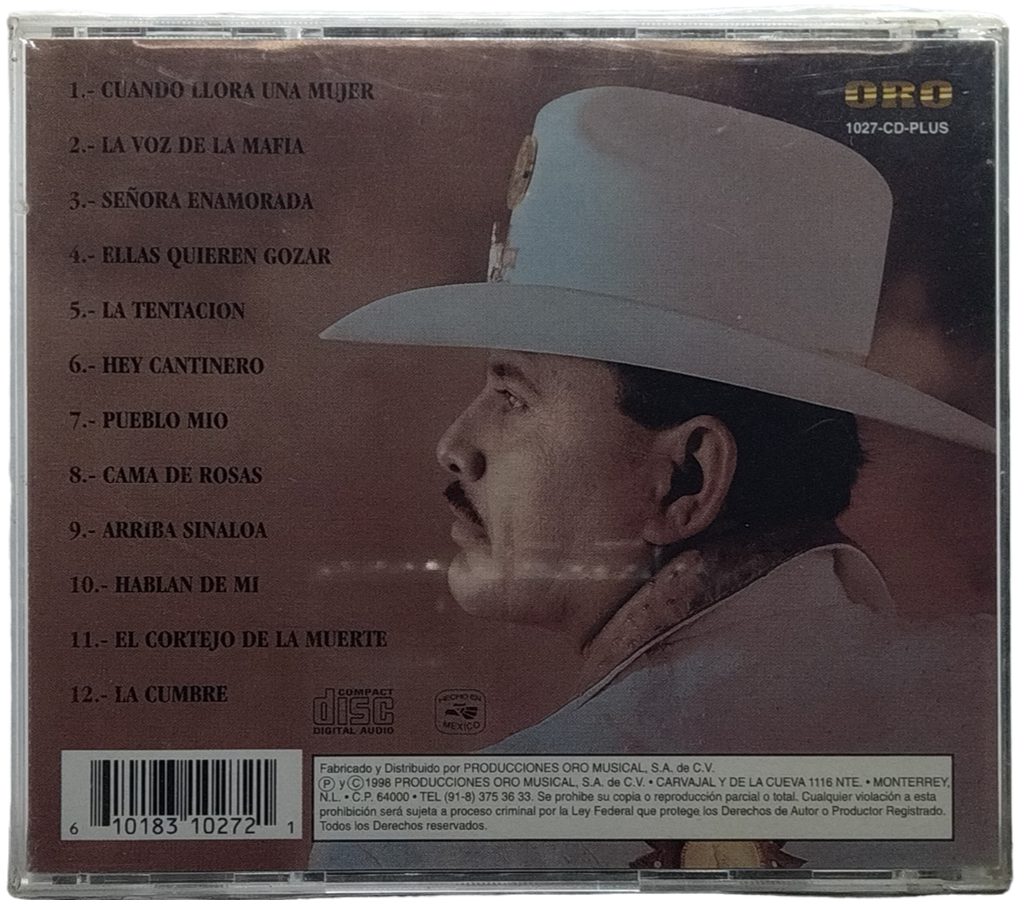 1.- CUANDO LLORA UNA MUJER
2.- LA VOZ DE LA MAFIA
3.- SEÑORA ENAMORADA
4.- ELLAS QUIEREN GOZAR
5.- LA TENTACION
6.- HEY CANTINERO
7.- PUEBLO MIO
8.- CAMA DE ROSAS
9.- ARRIBA SINALOA
10.- HABLAN DE MI
11.- EL CORTEJO DE LA MUERTE
12.- LA CUMBRE
ORO
1027-CD-PLUS
COMPACT
disc
DIGITAL AUDIO
HECHO EN
MEXICO
6 10183 10272 1
Fabricado y Distribuido por PRODUCCIONES ORO MUSICAL, S.A. de C.V.
Ⓟ y Ⓒ1998 PRODUCCIONES ORO MUSICAL, S.A. de C.V. • CARVAJAL Y DE LA CUEVA 1116 NTE. • MONTERREY,
N.L. • C.P. 64000 • TEL (91-8) 375 36 33. Se prohibe su copia o reproducción parcial o total. Cualquier violación a esta
prohibición será sujeta a proceso criminal por la Ley Federal que protege los Derechos de Autor o Productor Registrado.
Todos los Derechos reservados.